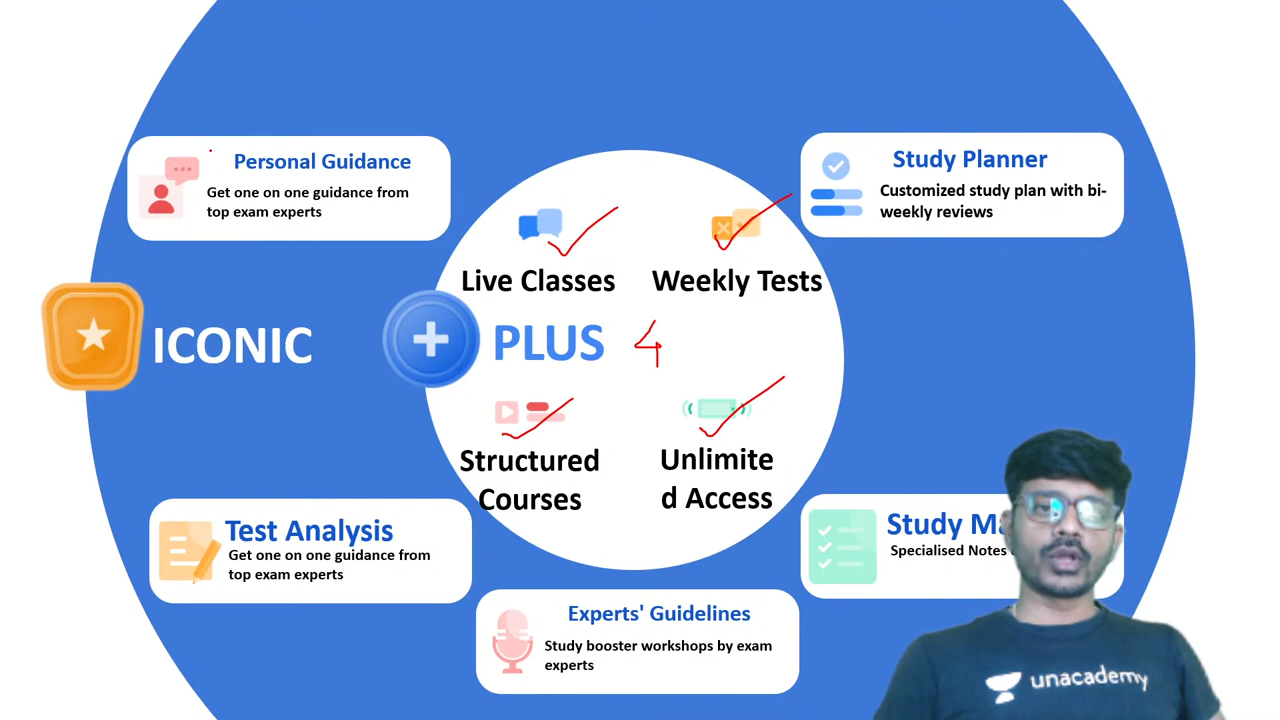 Personal Guidance
Get one on one guidance from
top exam experts
Study Planner
Customized study plan with bi-
weekly reviews
Live Classes
Weekly Tests
ICONIC
PLUS 4
Structured
Courses
Unlimite
d Access
Test Analysis
Get one on one guidance from
top exam experts
Study
Specialised Notes
Experts' Guidelines
Study booster workshops by exam
experts
unacademy